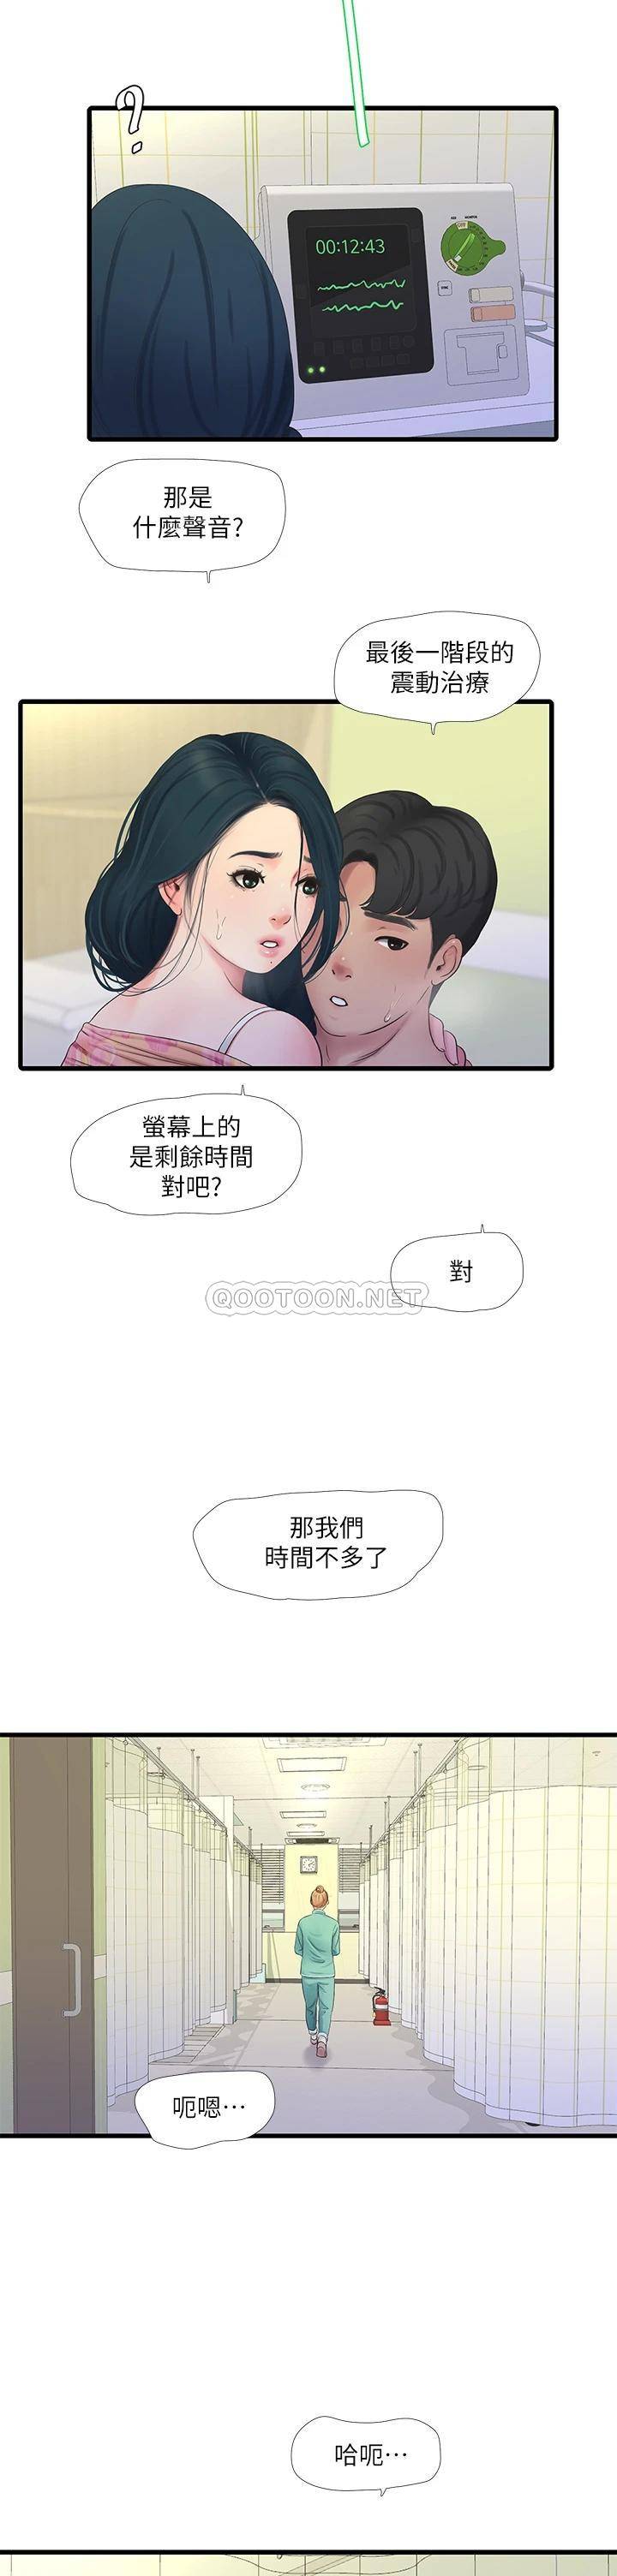 ?
00:12:43
那是
什麼聲音?
最後一階段的
震動治療
螢幕上的
是剩餘時間
對吧?
對
QOOTOON.NET
那我們
時間不多了
呃嗯…
哈呃…